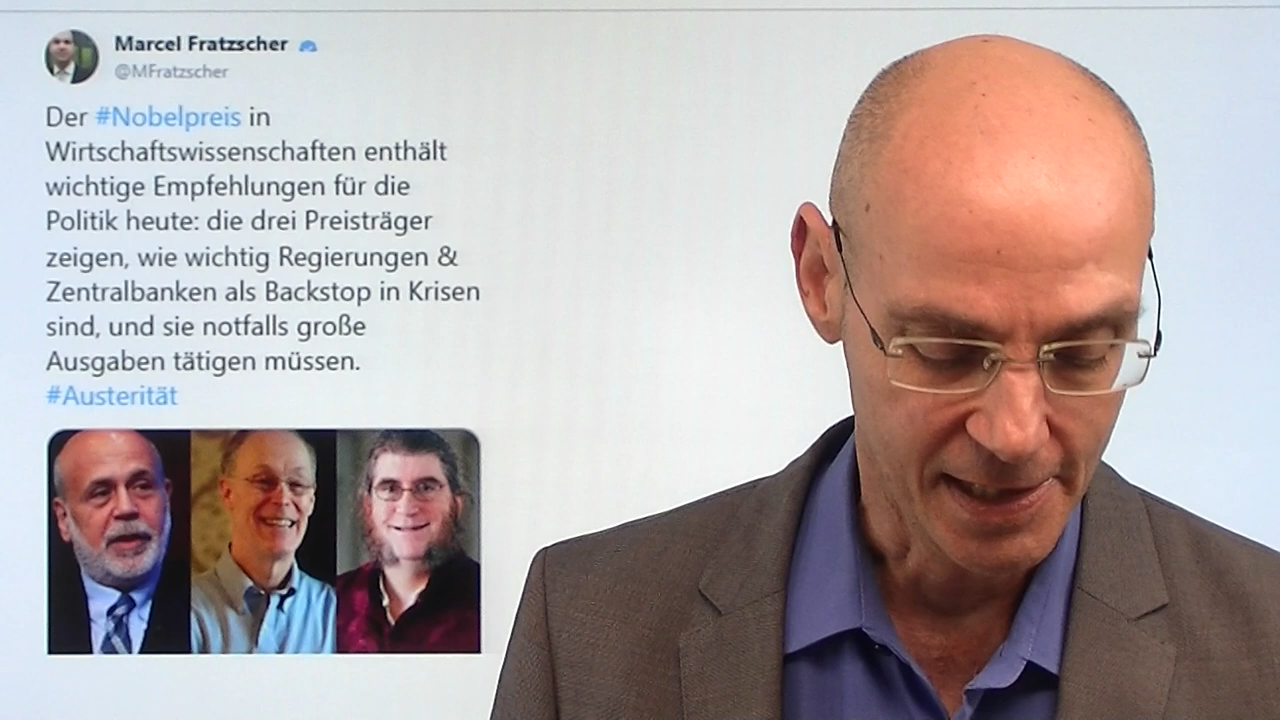 Marcel Fratzscher
@MFratzscher
Der #Nobelpreis in
Wirtschaftswissenschaften enthält
wichtige Empfehlungen für die
Politik heute: die drei Preisträger
zeigen, wie wichtig Regierungen &
Zentralbanken als Backstop in Krisen
sind, und sie notfalls große
Ausgaben tätigen müssen.
#Austerität